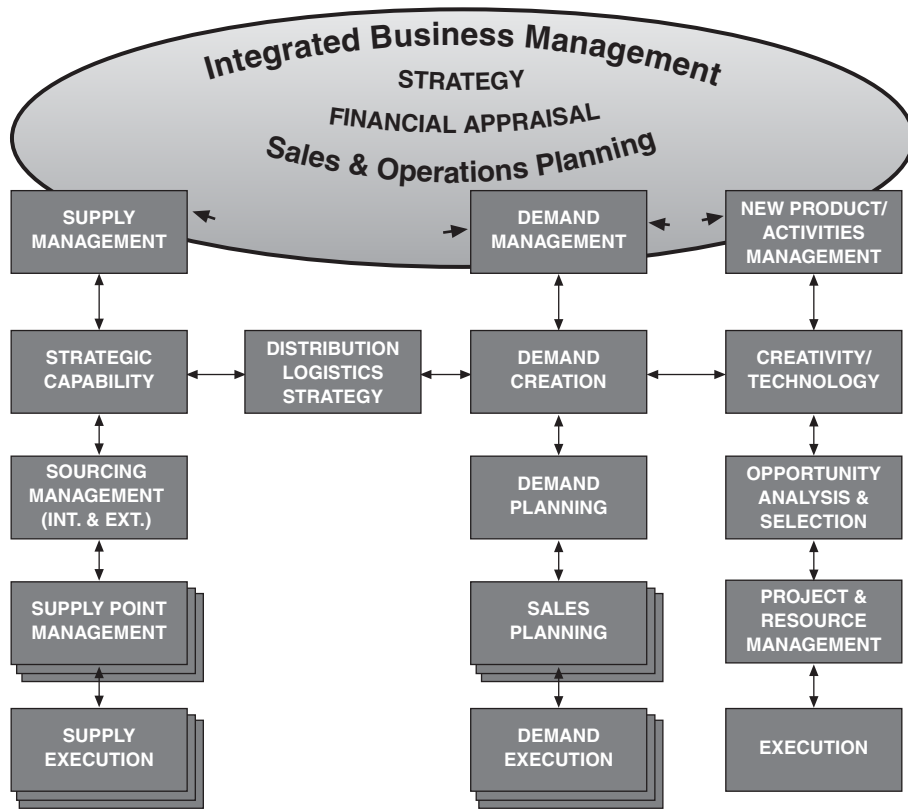 Integrated Business Management
STRATEGY
FINANCIAL APPRAISAL
Sales & Operations Planning
SUPPLY
MANAGEMENT
DEMAND
MANAGEMENT
NEW PRODUCT/
ACTIVITIES
MANAGEMENT
STRATEGIC
CAPABILITY
DISTRIBUTION
LOGISTICS
STRATEGY
DEMAND
CREATION
CREATIVITY/
TECHNOLOGY
SOURCING
MANAGEMENT
(INT. & EXT.)
DEMAND
PLANNING
OPPORTUNITY
ANALYSIS &
SELECTION
SUPPLY POINT
MANAGEMENT
SALES
PLANNING
PROJECT &
RESOURCE
MANAGEMENT
SUPPLY
EXECUTION
DEMAND
EXECUTION
EXECUTION